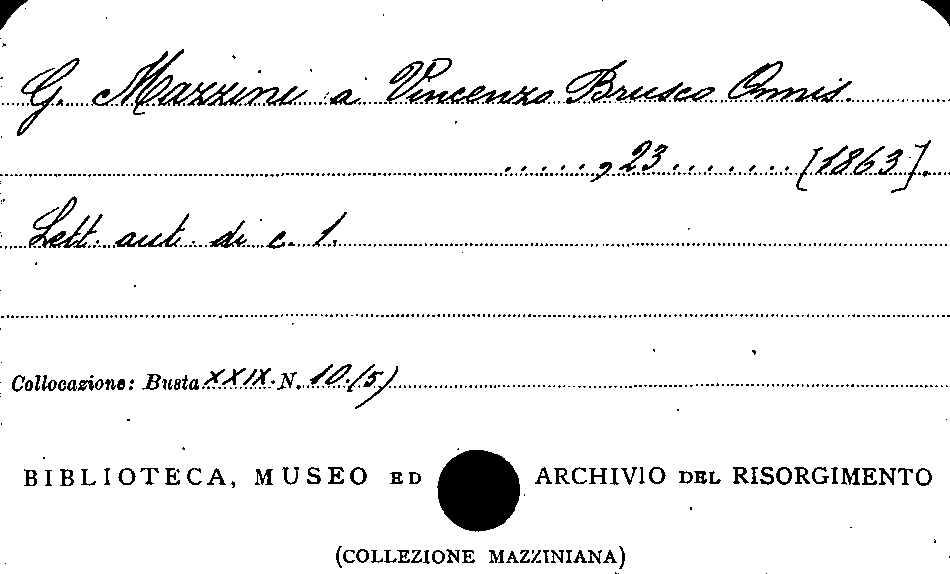 G. Mazzini a Vincenzo Brusco Onnis.
. . . . . , 23 . . . . . . . [1863].
Lett. aut. di c. 1.
Collocazione: Busta XXIX. N. 10.(5)
BIBLIOTECA, MUSEO ED ARCHIVIO DEL RISORGIMENTO
(COLLEZIONE MAZZINIANA)